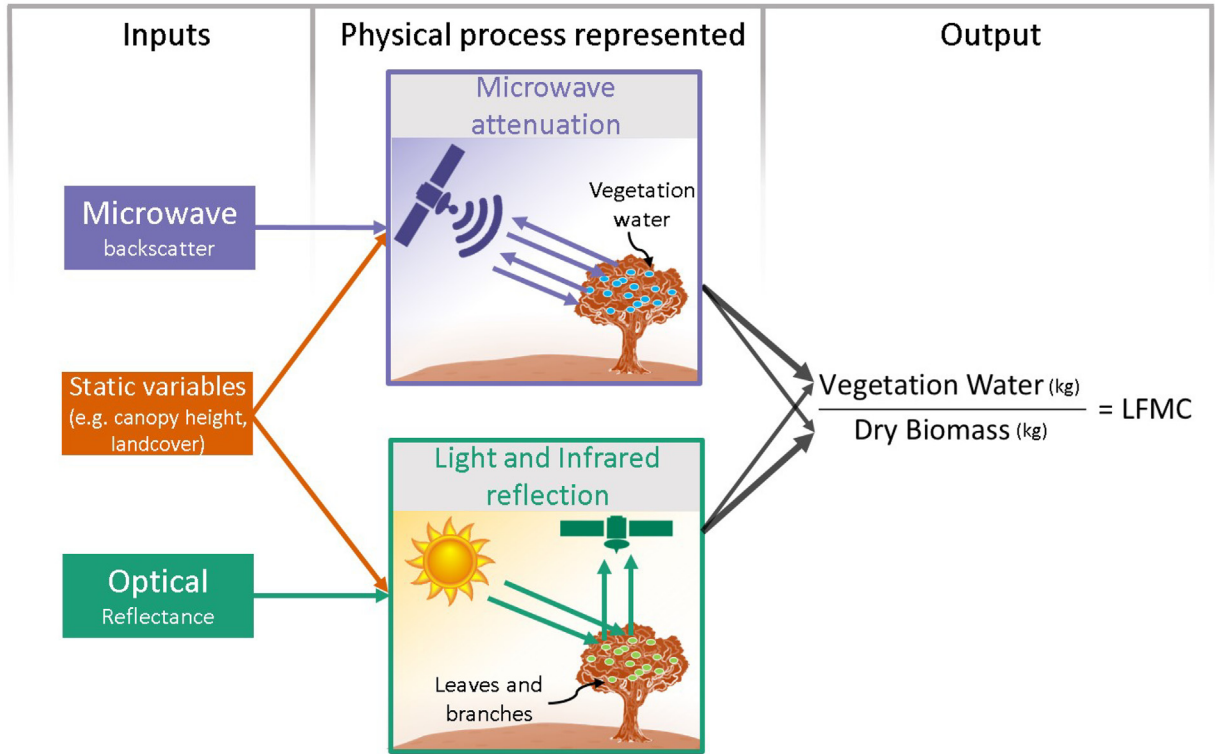 Inputs
Physical process represented
Output
Microwave
attenuation
Vegetation
water
Microwave
backscatter
Static variables
(e.g. canopy height,
landcover)
Vegetation Water (kg)
Dry Biomass (kg)
= LFMC
Light and Infrared
reflection
Optical
Reflectance
Leaves and
branches